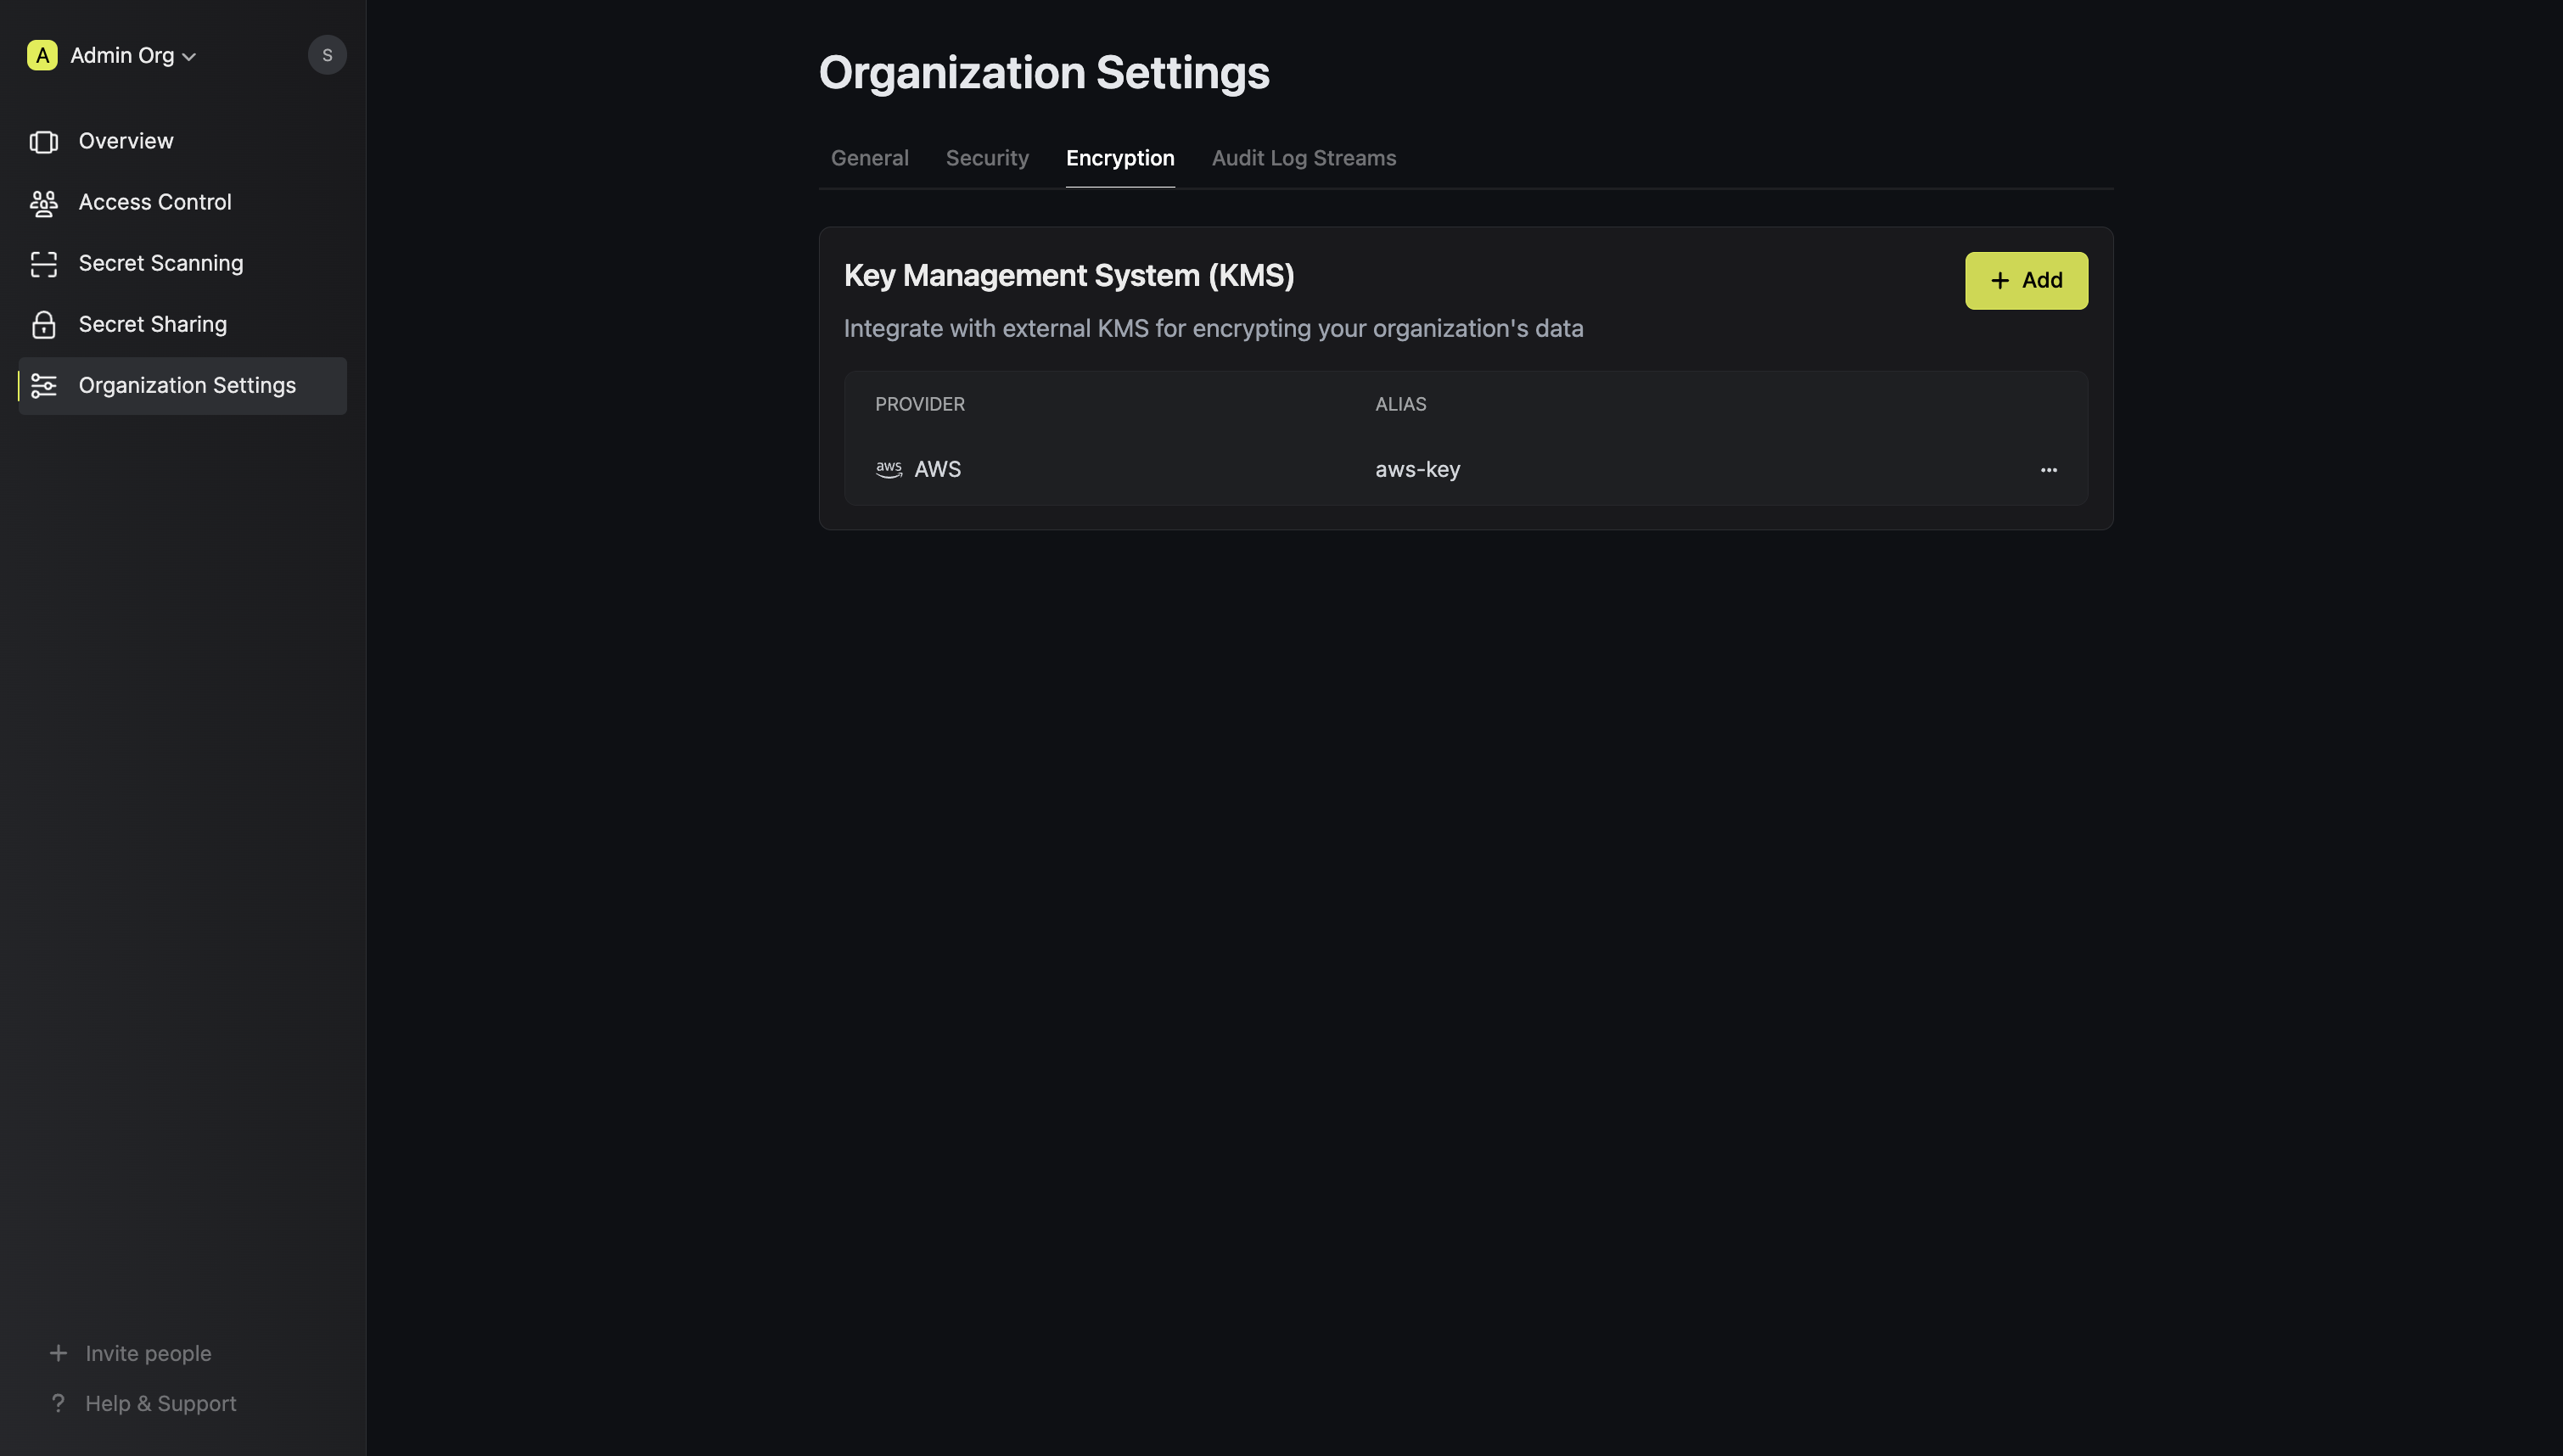 A Admin Org S
Overview
Access Control
Secret Scanning
Secret Sharing
Organization Settings
Invite people
? Help & Support
Organization Settings
General Security Encryption Audit Log Streams
Key Management System (KMS)
+ Add
Integrate with external KMS for encrypting your organization's data
PROVIDER ALIAS
aws AWS aws-key